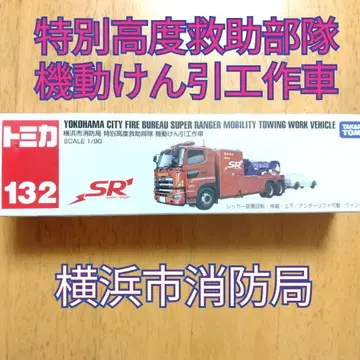 特別高度救助部隊
機動けん引工作車
トミカ
132
YOKOHAMA CITY FIRE BUREAU SUPER RANGER MOBILITY TOWING WORK VEHICLE
横浜市消防局 特別高度救助部隊 機動けん引工作車
SCALE 1/90
TAKARA
TOMY
SR
SR
横浜市消防局